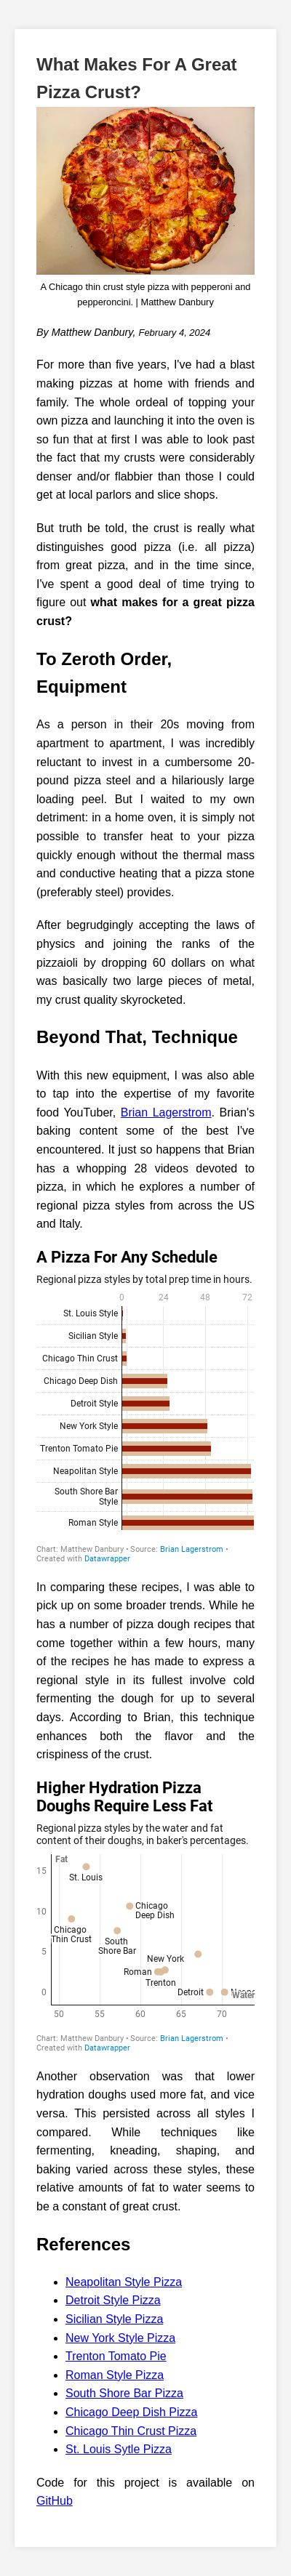 What Makes For A Great
Pizza Crust?
A Chicago thin crust style pizza with pepperoni and
pepperoncini. | Matthew Danbury
By Matthew Danbury, February 4, 2024
For more than five years, I've had a blast
making pizzas at home with friends and
family. The whole ordeal of topping your
own pizza and launching it into the oven is
so fun that at first I was able to look past
the fact that my crusts were considerably
denser and/or flabbier than those I could
get at local parlors and slice shops.
But truth be told, the crust is really what
distinguishes good pizza (i.e. all pizza)
from great pizza, and in the time since,
I've spent a good deal of time trying to
figure out what makes for a great pizza
crust?
To Zeroth Order,
Equipment
As a person in their 20s moving from
apartment to apartment, I was incredibly
reluctant to invest in a cumbersome 20-
pound pizza steel and a hilariously large
loading peel. But I waited to my own
detriment: in a home oven, it is simply not
possible to transfer heat to your pizza
quickly enough without the thermal mass
and conductive heating that a pizza stone
(preferably steel) provides.
After begrudgingly accepting the laws of
physics and joining the ranks of the
pizzaioli by dropping 60 dollars on what
was basically two large pieces of metal,
my crust quality skyrocketed.
Beyond That, Technique
With this new equipment, I was also able
to tap into the expertise of my favorite
food YouTuber, Brian Lagerstrom. Brian's
baking content some of the best I've
encountered. It just so happens that Brian
has a whopping 28 videos devoted to
pizza, in which he explores a number of
regional pizza styles from across the US
and Italy.
A Pizza For Any Schedule
Regional pizza styles by total prep time in hours.
0 24 48 72
St. Louis Style
Sicilian Style
Chicago Thin Crust
Chicago Deep Dish
Detroit Style
New York Style
Trenton Tomato Pie
Neapolitan Style
South Shore Bar
Style
Roman Style
Chart: Matthew Danbury • Source: Brian Lagerstrom •
Created with Datawrapper
In comparing these recipes, I was able to
pick up on some broader trends. While he
has a number of pizza dough recipes that
come together within a few hours, many
of the recipes he has made to express a
regional style in its fullest involve cold
fermenting the dough for up to several
days. According to Brian, this technique
enhances both the flavor and the
crispiness of the crust.
Higher Hydration Pizza
Doughs Require Less Fat
Regional pizza styles by the water and fat
content of their doughs, in baker's percentages.
Fat
15
St. Louis
10
Chicago
Deep Dish
Chicago
Thin Crust
South
Shore Bar
5
New York
Roman
Trenton
0
Detroit
Water
50 55 60 65 70
Chart: Matthew Danbury • Source: Brian Lagerstrom •
Created with Datawrapper
Another observation was that lower
hydration doughs used more fat, and vice
versa. This persisted across all styles I
compared. While techniques like
fermenting, kneading, shaping, and
baking varied across these styles, these
relative amounts of fat to water seems to
be a constant of great crust.
References
Neapolitan Style Pizza
Detroit Style Pizza
Sicilian Style Pizza
New York Style Pizza
Trenton Tomato Pie
Roman Style Pizza
South Shore Bar Pizza
Chicago Deep Dish Pizza
Chicago Thin Crust Pizza
St. Louis Sytle Pizza
Code for this project is available on
GitHub